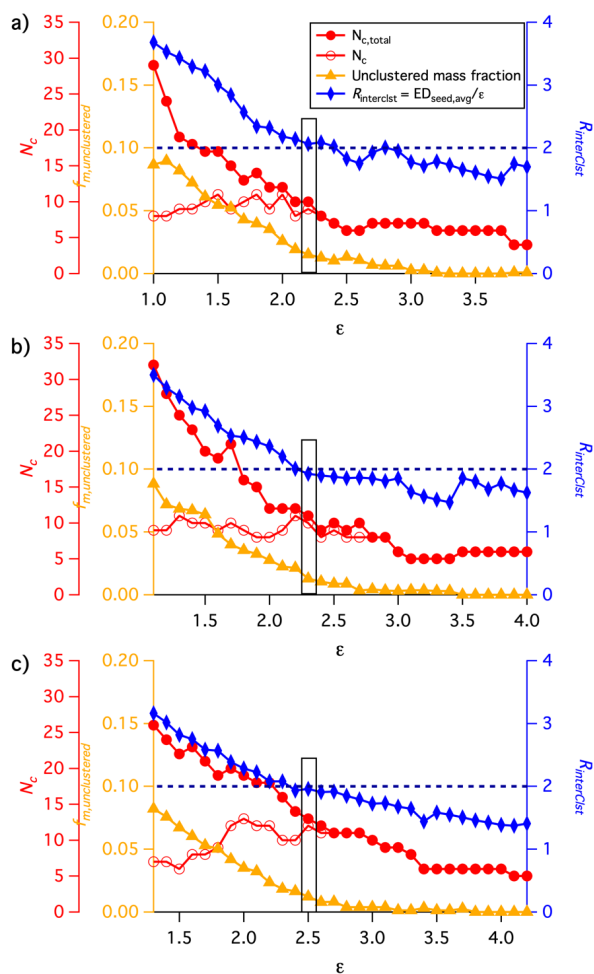 a)
35
30
25
20
15
10
5
0
N_c
0.20
0.15
0.10
0.05
0.00
f_m,unclustered
N_c,total
N_c
Unclustered mass fraction
R_interclst = ED_seed,avg/ε
4
3
2
1
0
R_interClst
1.0 1.5 2.0 2.5 3.0 3.5
ε
b)
35
30
25
20
15
10
5
0
N_c
0.20
0.15
0.10
0.05
0.00
f_m,unclustered
4
3
2
1
0
R_interClst
1.5 2.0 2.5 3.0 3.5 4.0
ε
c)
35
30
25
20
15
10
5
0
N_c
0.20
0.15
0.10
0.05
0.00
f_m,unclustered
4
3
2
1
0
R_interClst
1.5 2.0 2.5 3.0 3.5 4.0
ε